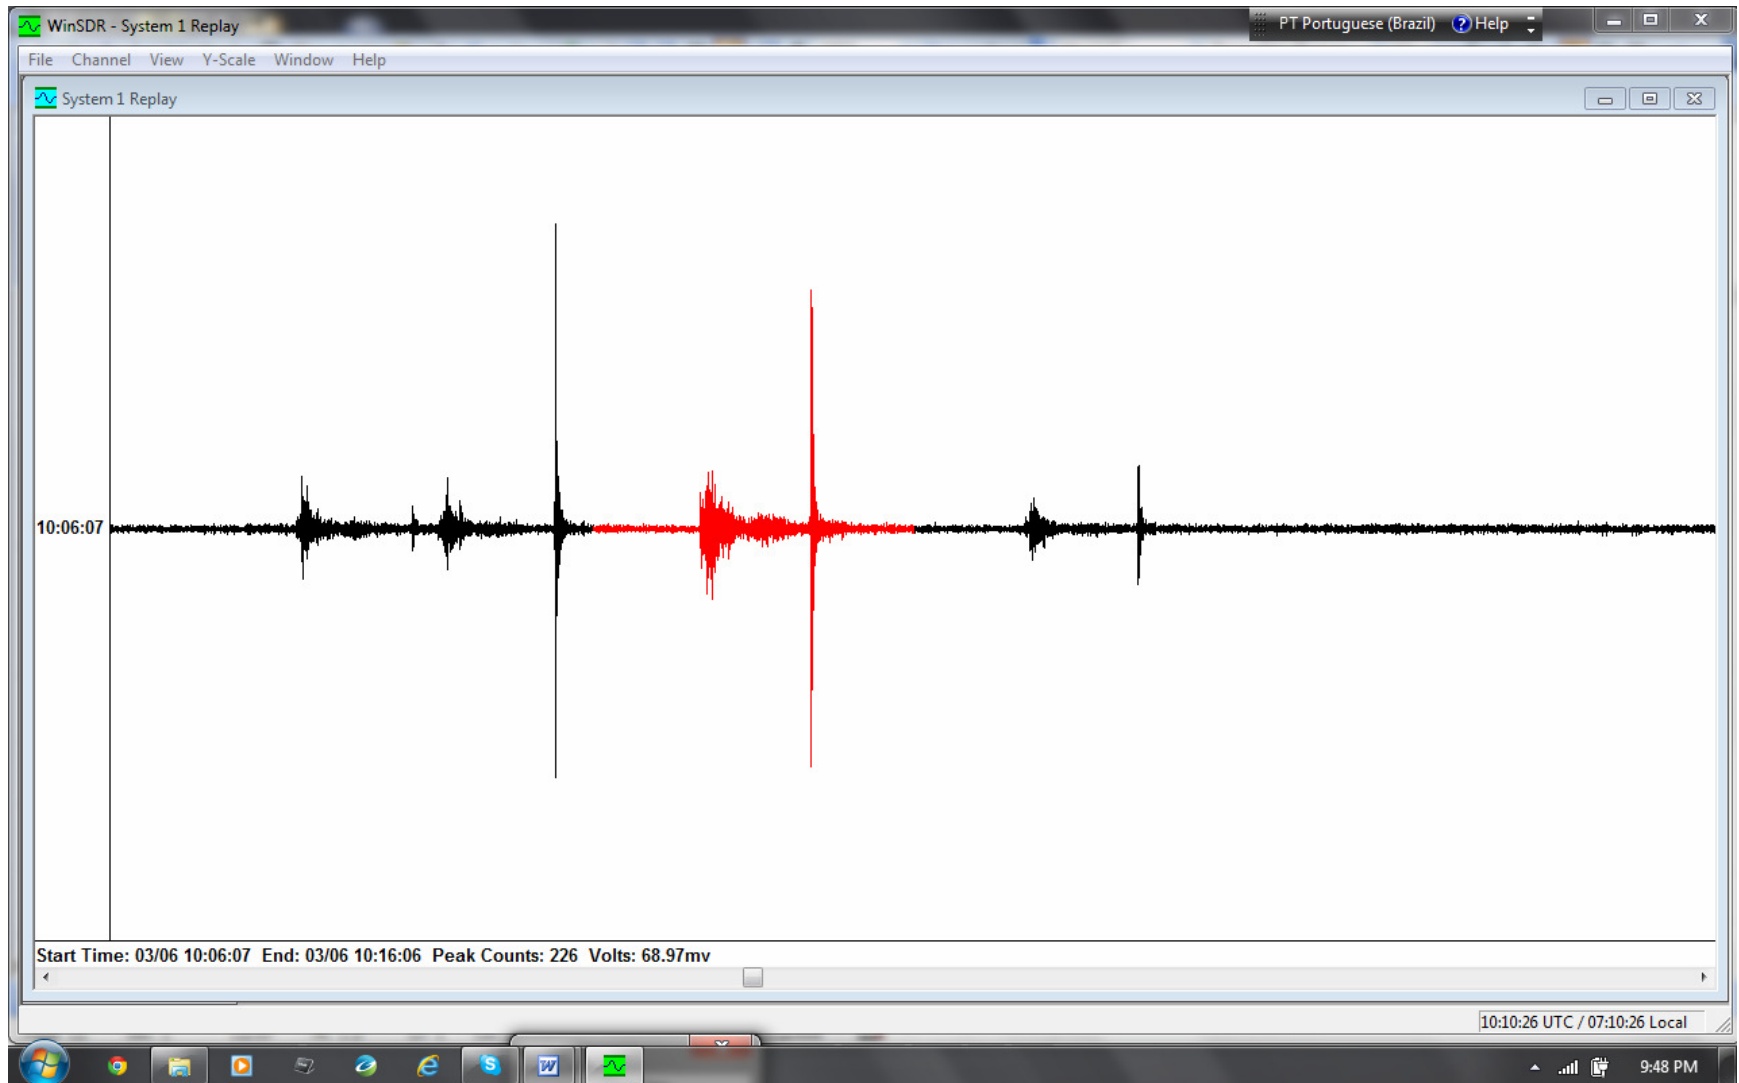 WinSDR - System 1 Replay
PT Portuguese (Brazil) Help
File Channel View Y-Scale Window Help
System 1 Replay
10:06:07
Start Time: 03/06 10:06:07 End: 03/06 10:16:06 Peak Counts: 226 Volts: 68.97mv
10:10:26 UTC / 07:10:26 Local
9:48 PM